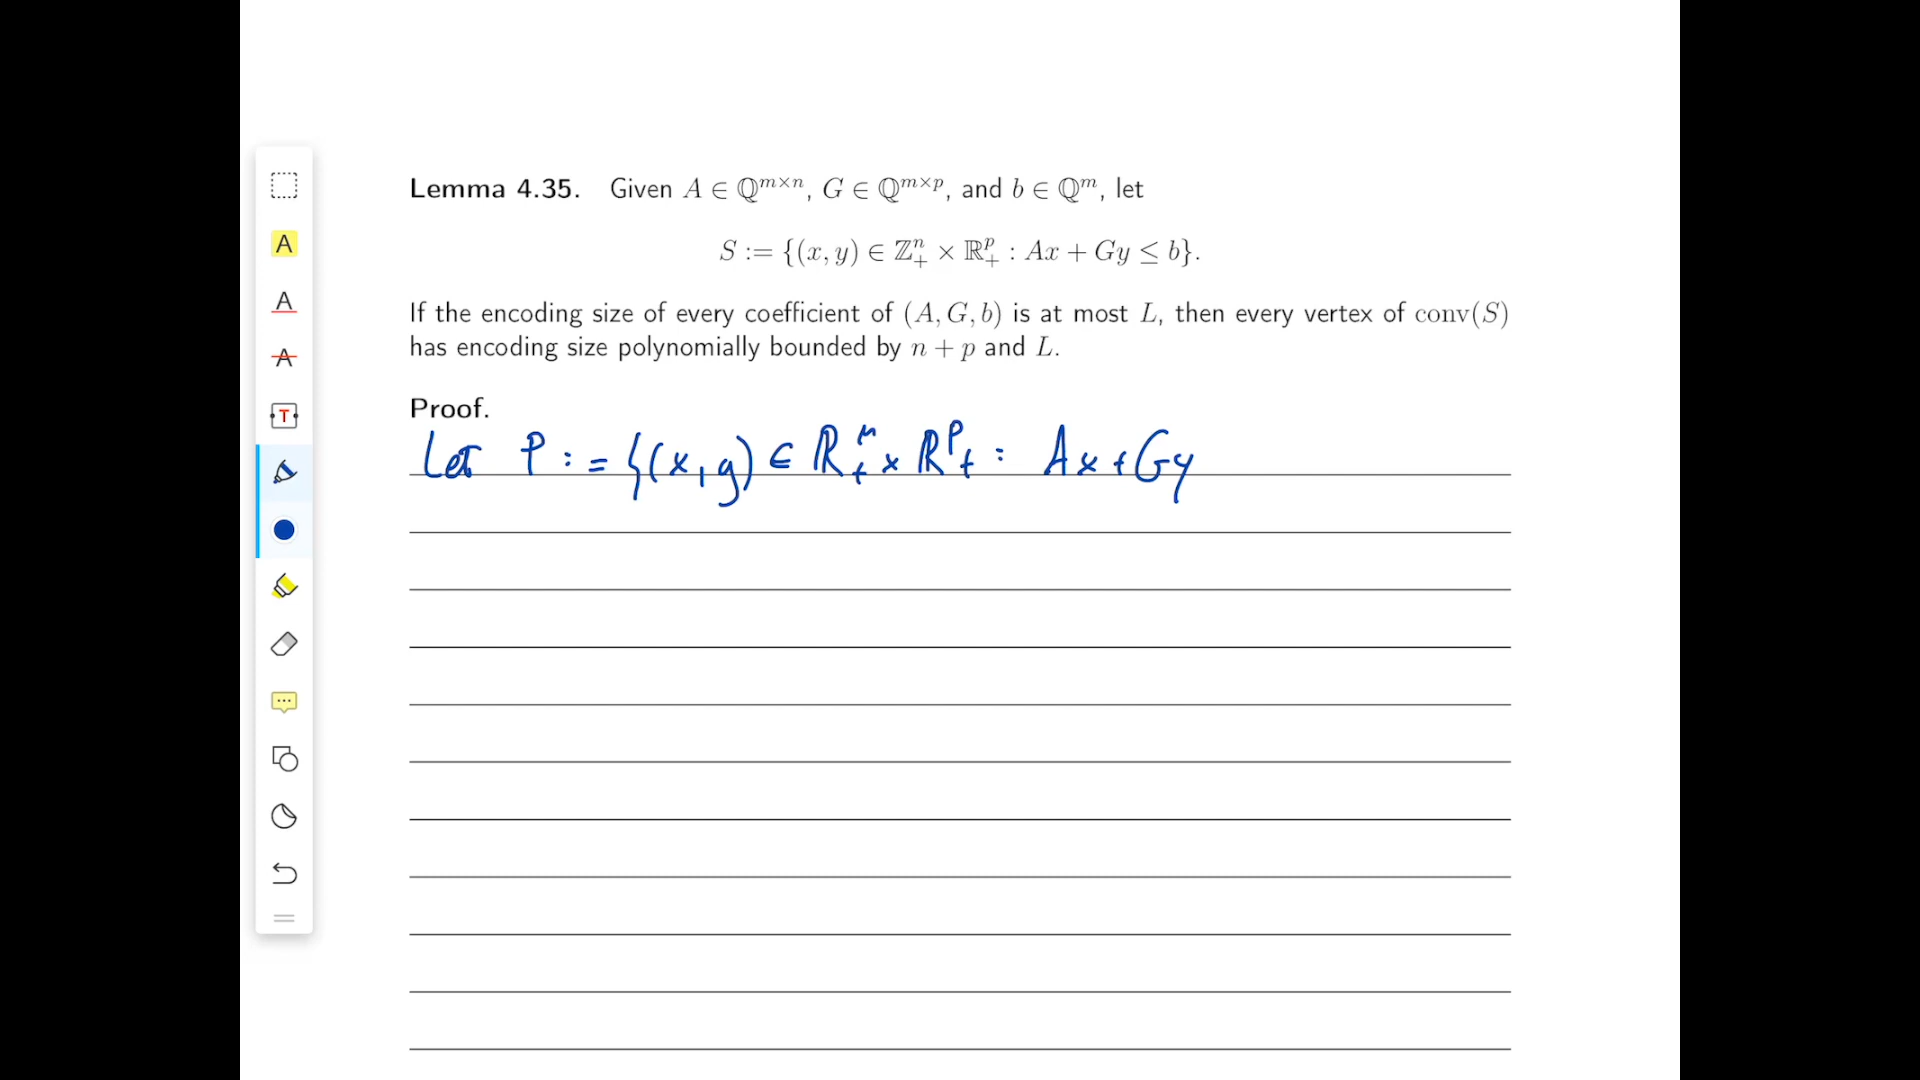 Lemma 4.35. Given A ∈ ℚ^{m×n}, G ∈ ℚ^{m×p}, and b ∈ ℚ^m, let
S := {(x, y) ∈ ℤ^n_+ × ℝ^p_+ : Ax + Gy ≤ b}.
If the encoding size of every coefficient of (A, G, b) is at most L, then every vertex of conv(S)
has encoding size polynomially bounded by n + p and L.
Proof.
Let P := {(x, y) ∈ ℝ^n_+ × ℝ^p_+ : Ax + Gy
A
A
A
T